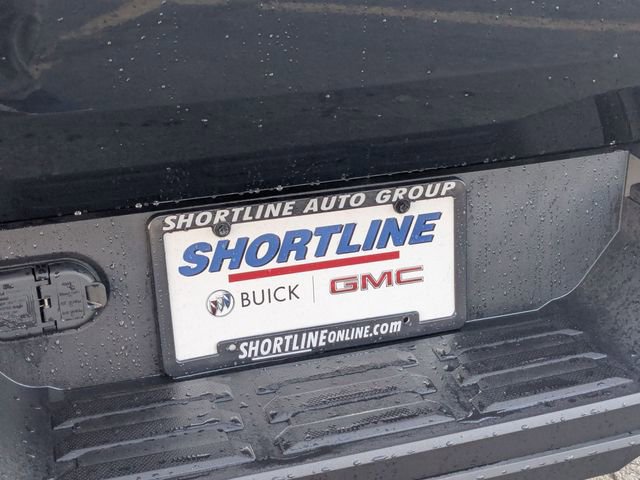 SHORTLINE AUTO GROUP
SHORTLINE
BUICK | GMC
SHORTLINEONLINE.COM